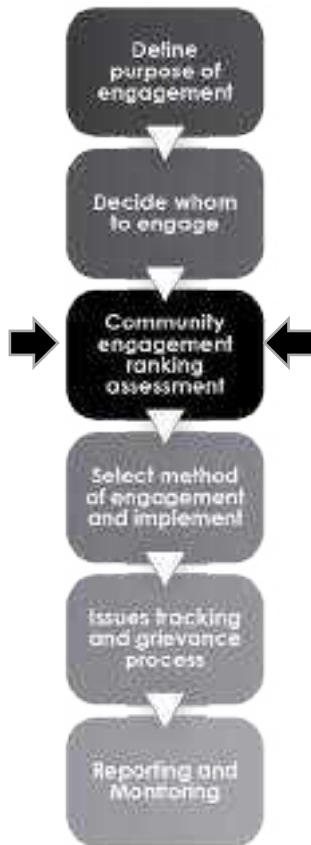 Define
purpose of
engagement
Decide whom
to engage
Community
engagement
ranking
assessment
Select method
of engagement
and implement
Issues tracking
and grievance
process
Reporting and
Monitoring